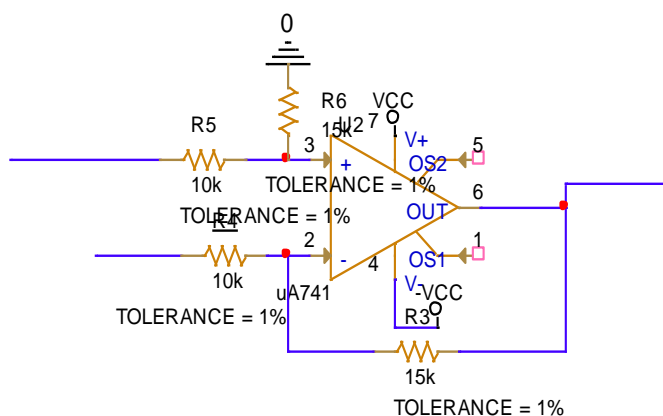 0
R6
VCC
R5
U2
7
15k
V+
5
3
+
OS2
10k
TOLERANCE = 1%
6
TOLERANCE = 1%
OUT
R4
2
1
-
4
OS1
10k
uA741
V-
-VCC
TOLERANCE = 1%
R3
15k
TOLERANCE = 1%